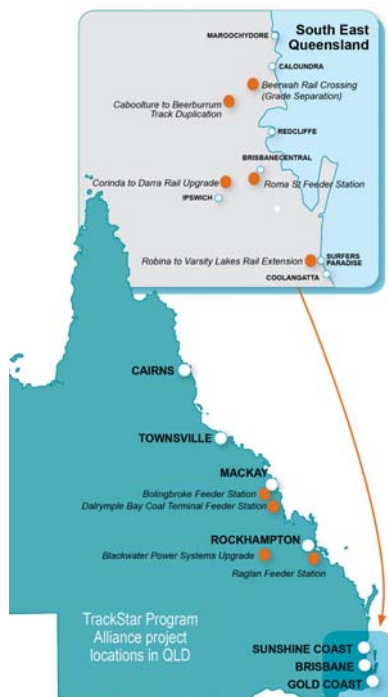 South East
Queensland
MAROOCHYDORE
CALOUNDRA
Beerwah Rail Crossing
(Grade Separation)
Caboolture to Beerburrum
Track Duplication
REDCLIFFE
BRISBANECENTRAL
Corinda to Darra Rail Upgrade
Roma St Feeder Station
IPSWICH
Robina to Varsity Lakes Rail Extension
SURFERS
PARADISE
COOLANGATTA
CAIRNS
TOWNSVILLE
MACKAY
Bolingbroke Feeder Station
Dalrymple Bay Coal Terminal Feeder Station
ROCKHAMPTON
Blackwater Power Systems Upgrade
Raglan Feeder Station
TrackStar Program
Alliance project
locations in QLD
SUNSHINE COAST
BRISBANE
GOLD COAST